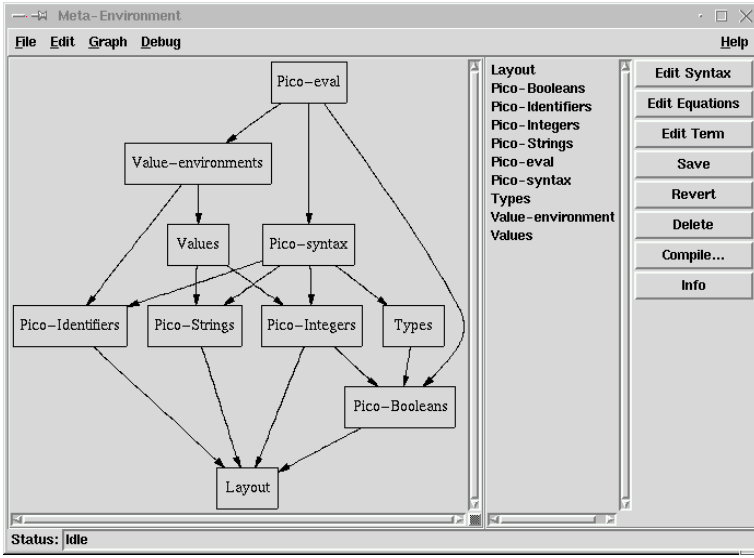 Meta-Environment
File Edit Graph Debug Help
Pico-eval
Value-environments
Values Pico-syntax
Pico-Identifiers Pico-Strings Pico-Integers Types
Pico-Booleans
Layout
Layout
Pico-Booleans
Pico-Identifiers
Pico-Integers
Pico-Strings
Pico-eval
Pico-syntax
Types
Value-environment
Values
Edit Syntax
Edit Equations
Edit Term
Save
Revert
Delete
Compile...
Info
Status: Idle